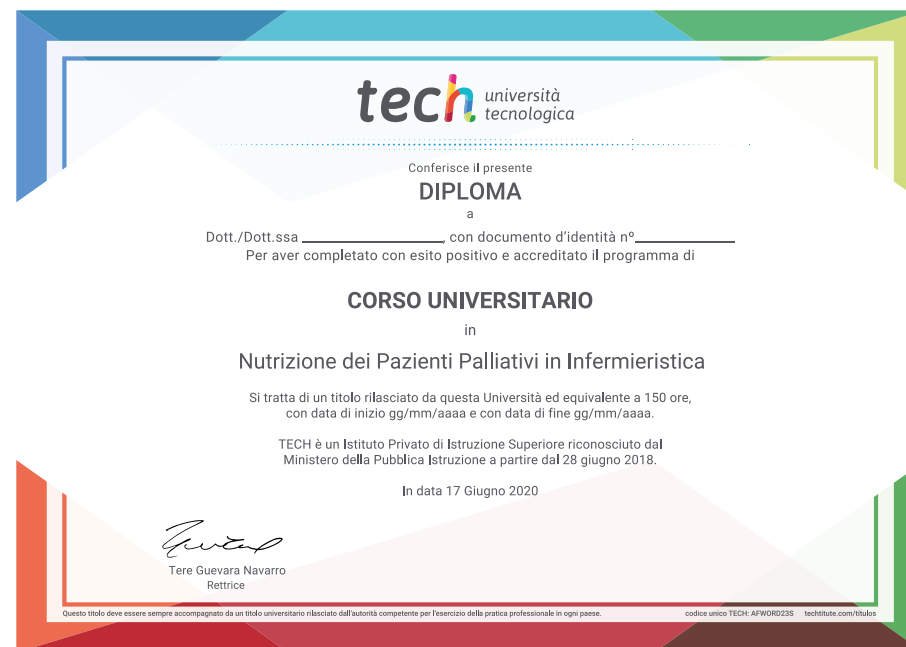 tech università
tecnologica
Conferisce il presente
DIPLOMA
a
Dott./Dott.ssa ____________________, con documento d'identità nº______________
Per aver completato con esito positivo e accreditato il programma di
CORSO UNIVERSITARIO
in
Nutrizione dei Pazienti Palliativi in Infermieristica
Si tratta di un titolo rilasciato da questa Università ed equivalente a 150 ore,
con data di inizio gg/mm/aaaa e con data di fine gg/mm/aaaa.
TECH è un Istituto Privato di Istruzione Superiore riconosciuto dal
Ministero della Pubblica Istruzione a partire dal 28 giugno 2018.
In data 17 Giugno 2020
Tere Guevara Navarro
Rettrice
Questo titolo deve essere sempre accompagnato da un titolo universitario rilasciato dall'autorità competente per l'esercizio della pratica professionale in ogni paese. codice unico TECH: AFWORD23S techtitute.com/títulos